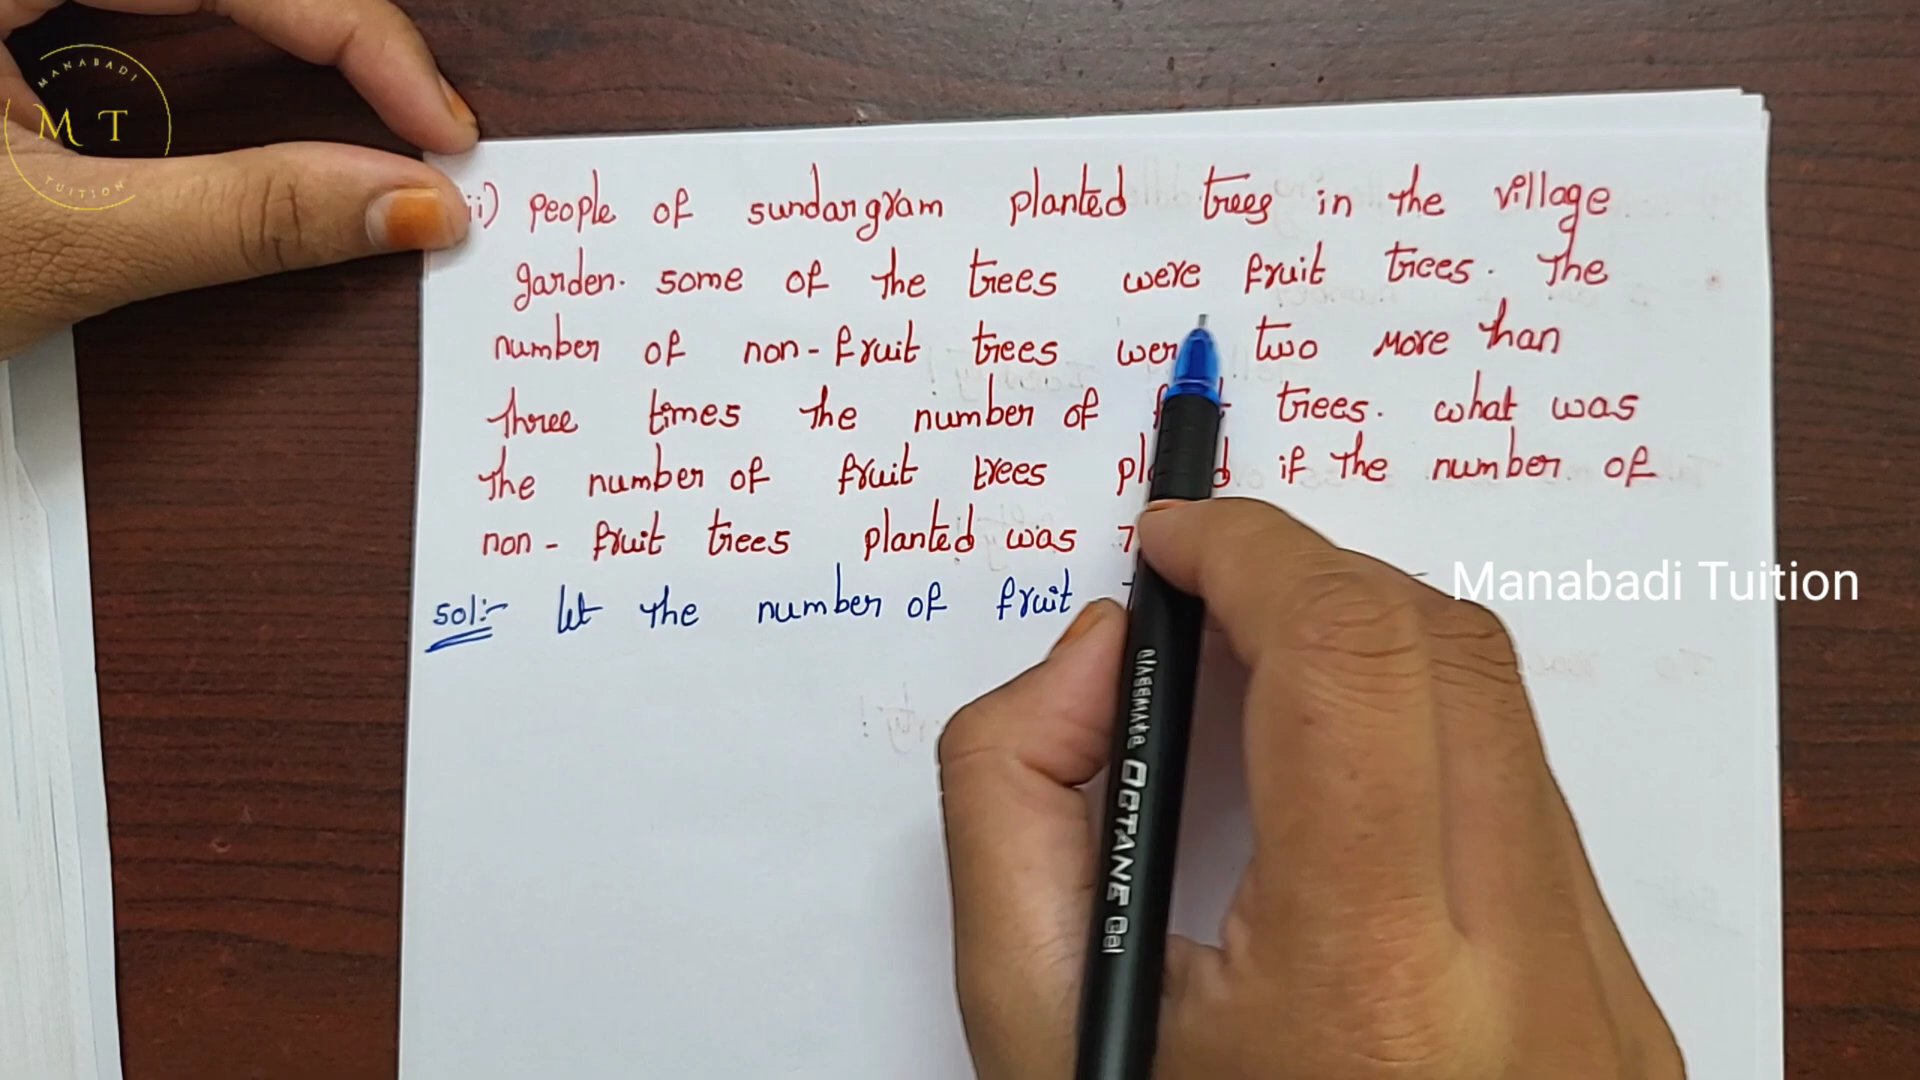 MANABADI
M T
TUITION
ii) people of sundargram planted trees in the village
garden. some of the trees were fruit trees. The
number of non-fruit trees were two more than
three times the number of trees. what was
the number of fruit trees if the number of
non-fruit trees planted was
Manabadi Tuition
Sol:- let the number of fruit
CLASSMATE OCTANE Gel